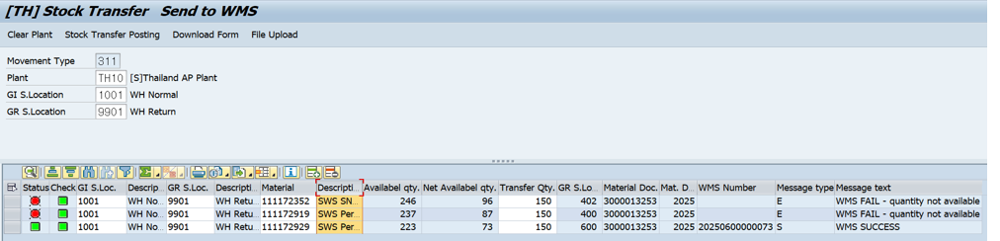 [TH] Stock Transfer Send to WMS
Clear Plant Stock Transfer Posting Download Form File Upload
Movement Type 311
Plant TH10 [S]Thailand AP Plant
GI S.Location 1001 WH Normal
GR S.Location 9901 WH Return
Status Check GI S.Loc. Descrip... GR S.Loc. Descripti... Material Descripti... Availabel qty. Net Availabel qty. Transfer Qty. GR S.Lo... Material Doc. Mat. D... WMS Number Message type Message text
1001 WH No... 9901 WH Retu... 111172352 SWS SN... 246 96 150 402 3000013253 2025 E WMS FAIL - quantity not available
1001 WH No... 9901 WH Retu... 111172919 SWS Per... 237 87 150 400 3000013253 2025 E WMS FAIL - quantity not available
1001 WH No... 9901 WH Retu... 111172929 SWS Per... 223 73 150 600 3000013253 2025 20250600000073 S WMS SUCCESS